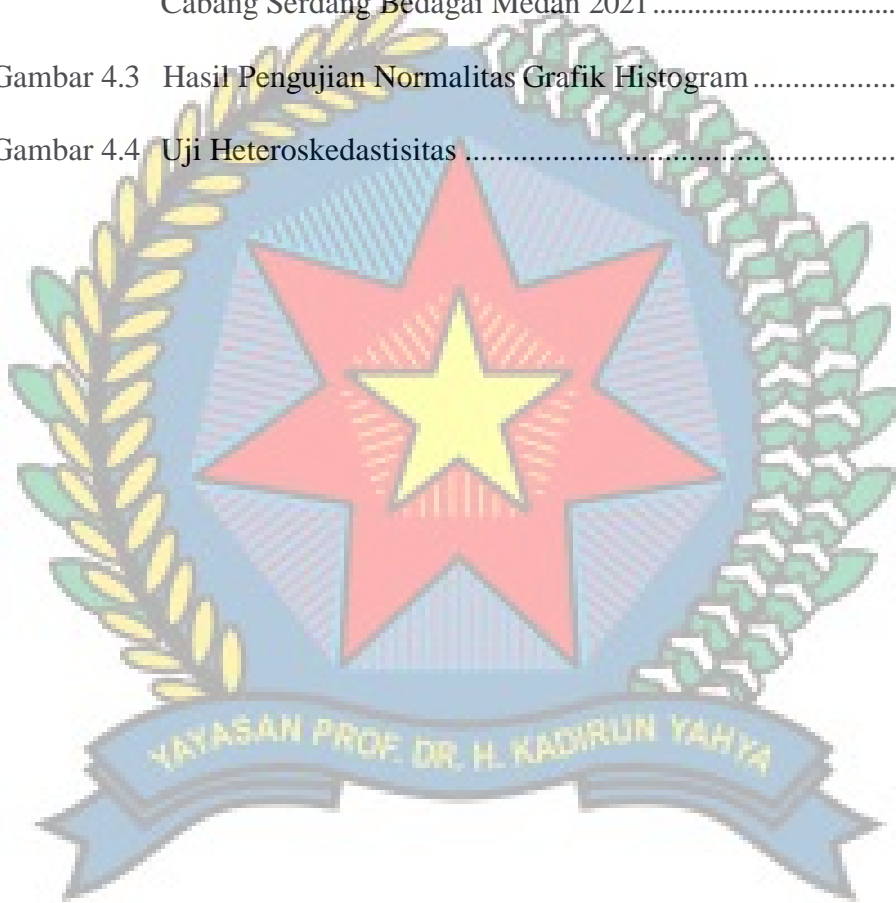 Cabang Serdang Bedagai Medan 2021 ........................................
Gambar 4.3 Hasil Pengujian Normalitas Grafik Histogram ..................
Gambar 4.4 Uji Heteroskedastisitas ......................................................
YAYASAN PROF. DR. H. KADIRUN YAHYA